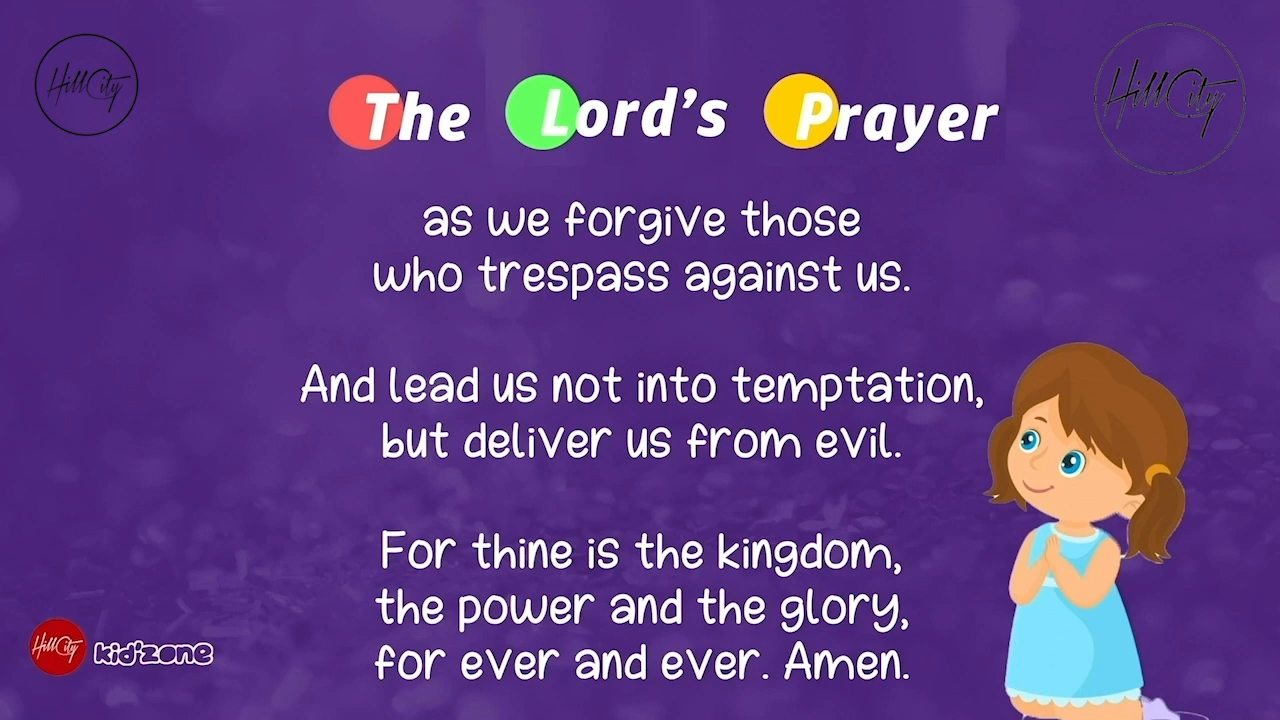 HillCity
HillCity
The Lord's Prayer
as we forgive those
who trespass against us.
And lead us not into temptation,
but deliver us from evil.
For thine is the kingdom,
the power and the glory,
for ever and ever. Amen.
HillCity kid'zone